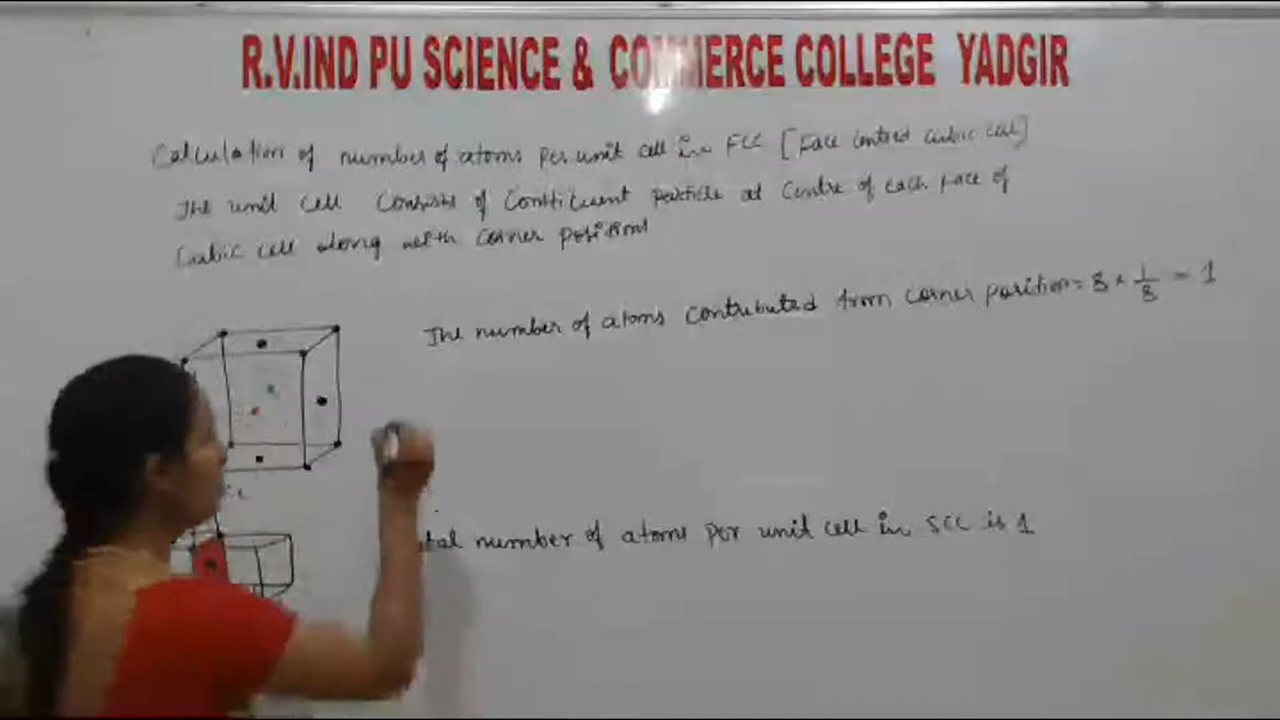 R.V.IND PU SCIENCE & COMMERCE COLLEGE YADGIR
Calculation of number of atoms per unit cell in FCC [Face centred cubic cell]
The unit cell consists of constituent particle at centre of each face of
cubic cell along with corner positions
The number of atoms contributed from corner position = 8 × 1/8 = 1
tal number of atoms per unit cell in SCC is 1